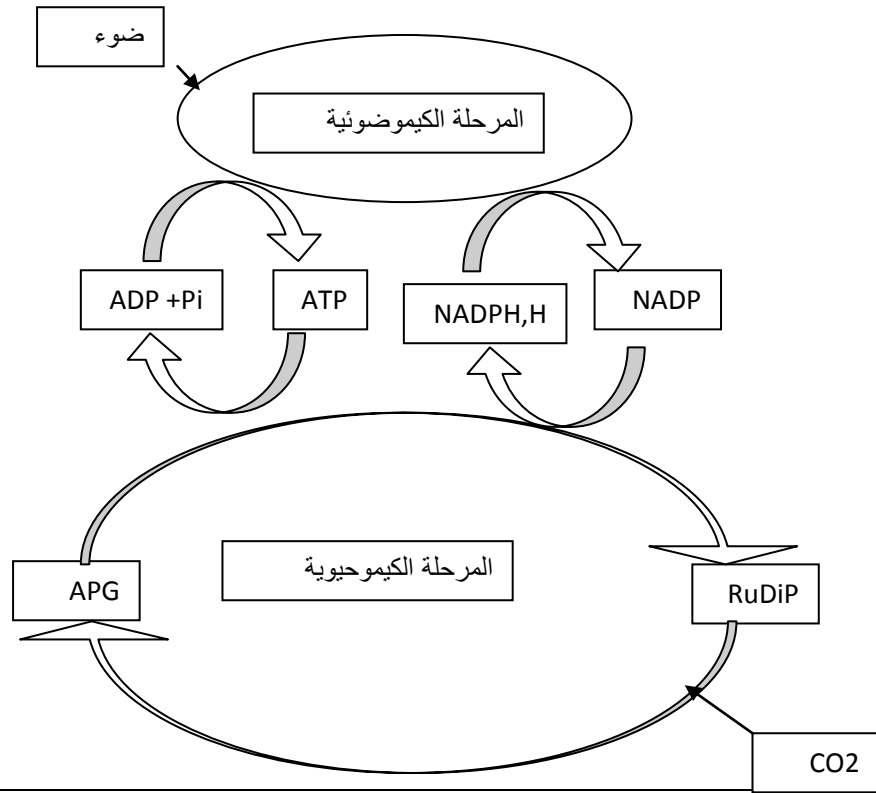 ضوء
المرحلة الكيموضوئية
ADP +Pi
ATP
NADPH,H
NADP
المرحلة الكيموحيوية
APG
RuDiP
CO2